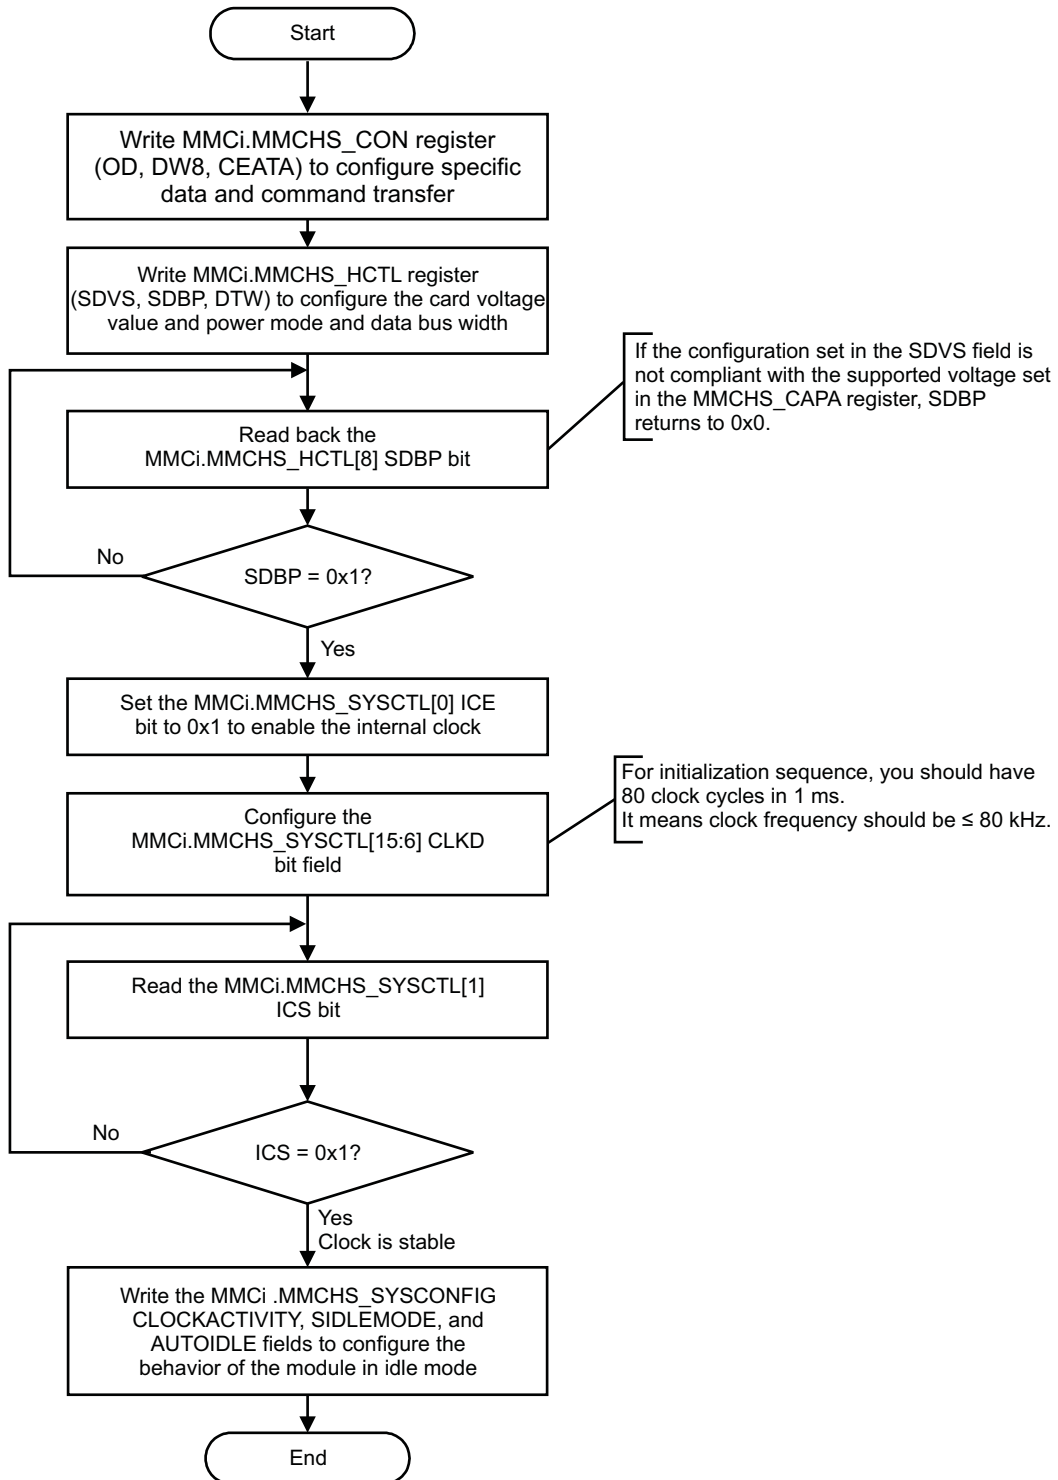 Start
Write MMCi.MMCHS_CON register
(OD, DW8, CEATA) to configure specific
data and command transfer
Write MMCi.MMCHS_HCTL register
(SDVS, SDBP, DTW) to configure the card voltage
value and power mode and data bus width
If the configuration set in the SDVS field is
not compliant with the supported voltage set
in the MMCHS_CAPA register, SDBP
returns to 0x0.
Read back the
MMCi.MMCHS_HCTL[8] SDBP bit
No
SDBP = 0x1?
Yes
Set the MMCi.MMCHS_SYSCTL[0] ICE
bit to 0x1 to enable the internal clock
For initialization sequence, you should have
80 clock cycles in 1 ms.
It means clock frequency should be ≤ 80 kHz.
Configure the
MMCi.MMCHS_SYSCTL[15:6] CLKD
bit field
Read the MMCi.MMCHS_SYSCTL[1]
ICS bit
No
ICS = 0x1?
Yes
Clock is stable
Write the MMCi .MMCHS_SYSCONFIG
CLOCKACTIVITY, SIDLEMODE, and
AUTOIDLE fields to configure the
behavior of the module in idle mode
End